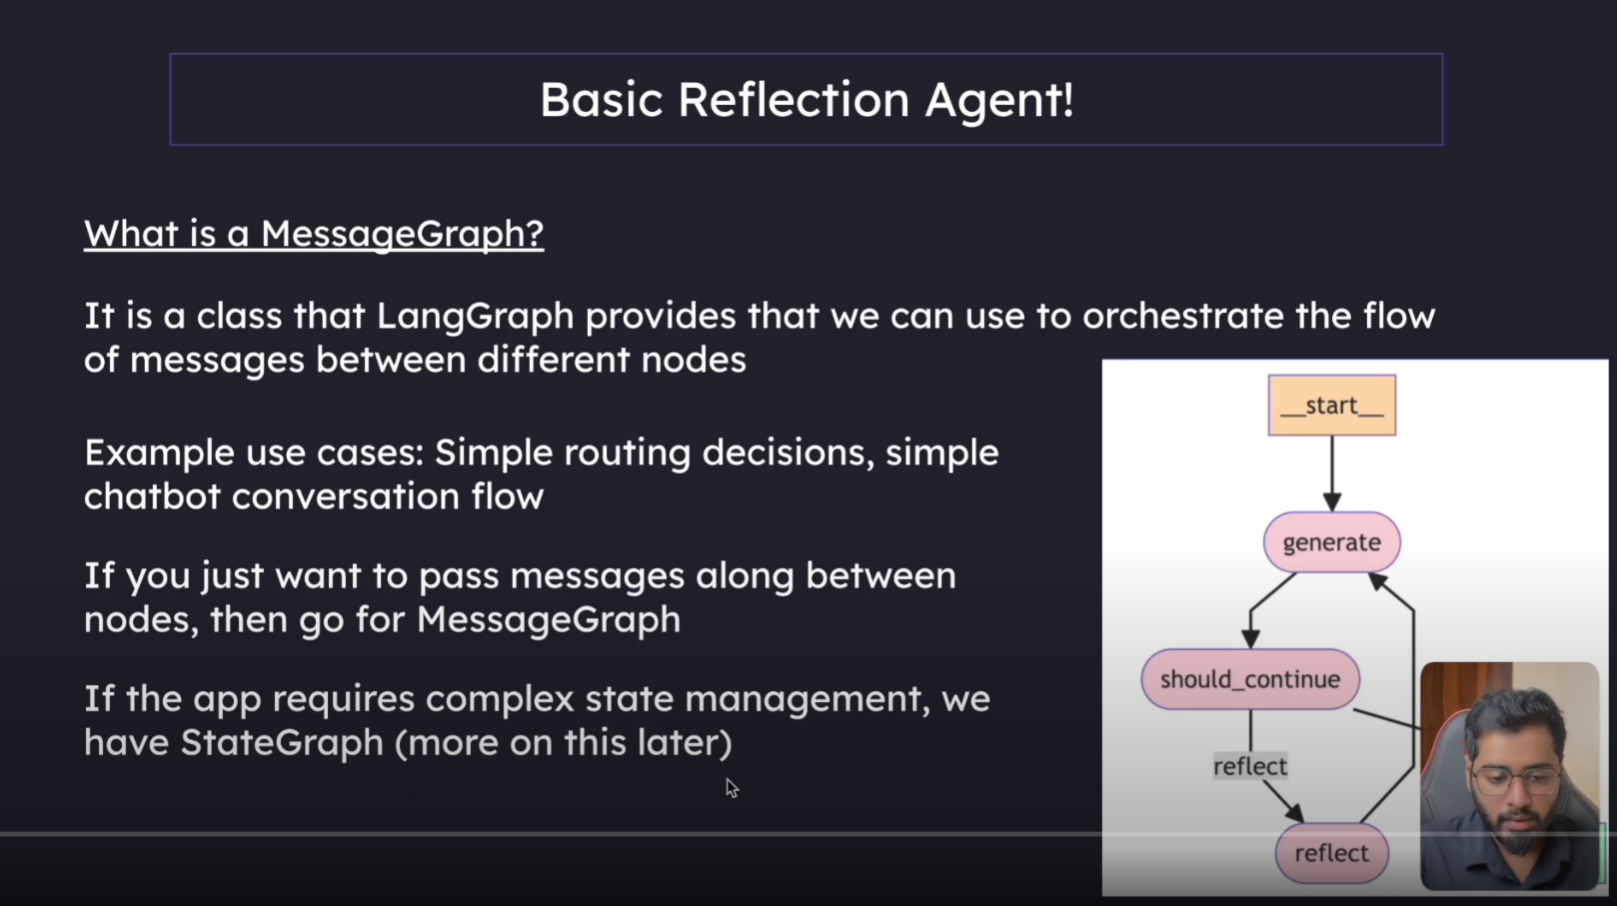 Basic Reflection Agent!
What is a MessageGraph?
It is a class that LangGraph provides that we can use to orchestrate the flow
of messages between different nodes
Example use cases: Simple routing decisions, simple
chatbot conversation flow
If you just want to pass messages along between
nodes, then go for MessageGraph
If the app requires complex state management, we
have StateGraph (more on this later)
__start__
generate
should_continue
reflect
reflect